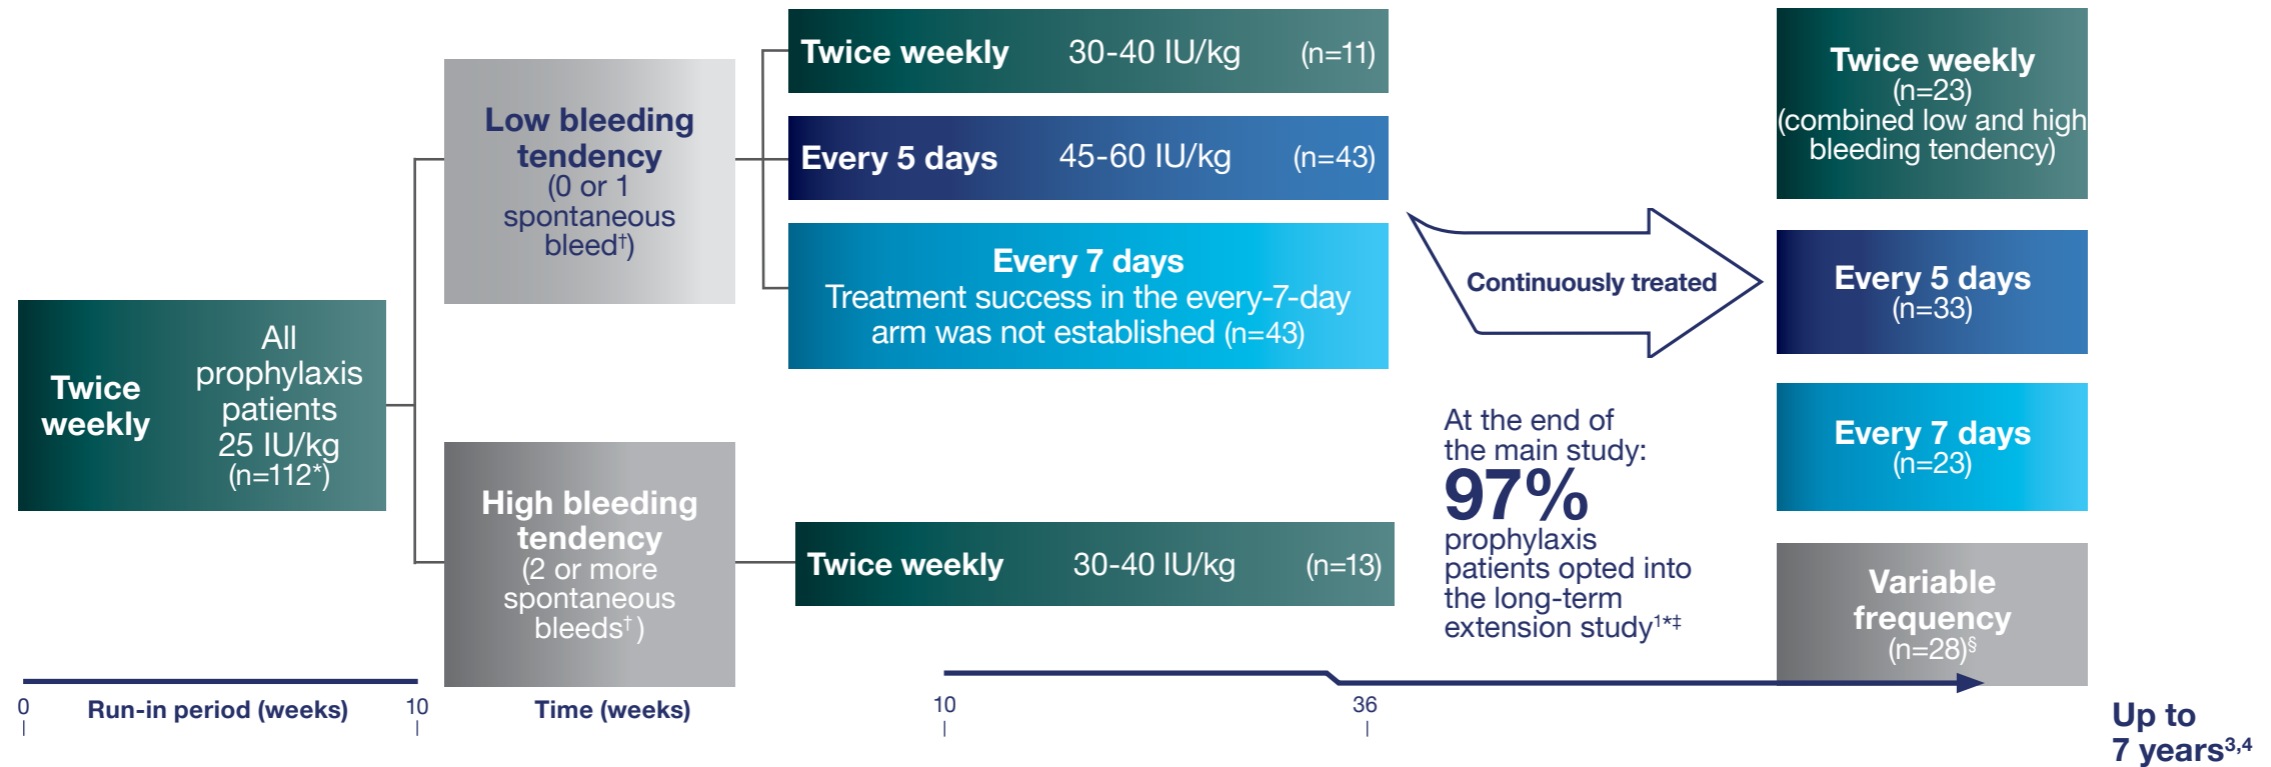 Twice
weekly
All
prophylaxis
patients
25 IU/kg
(n=112*)
Low bleeding
tendency
(0 or 1
spontaneous
bleed†)
High bleeding
tendency
(2 or more
spontaneous
bleeds†)
Twice weekly 30-40 IU/kg (n=11)
Every 5 days 45-60 IU/kg (n=43)
Every 7 days
Treatment success in the every-7-day
arm was not established (n=43)
Twice weekly 30-40 IU/kg (n=13)
Continuously treated
At the end of
the main study:
97%
prophylaxis
patients opted into
the long-term
extension study1*‡
Twice weekly
(n=23)
(combined low and high
bleeding tendency)
Every 5 days
(n=33)
Every 7 days
(n=23)
Variable
frequency
(n=28)§
0 Run-in period (weeks) 10 Time (weeks) 10 36
Up to
7 years3,4